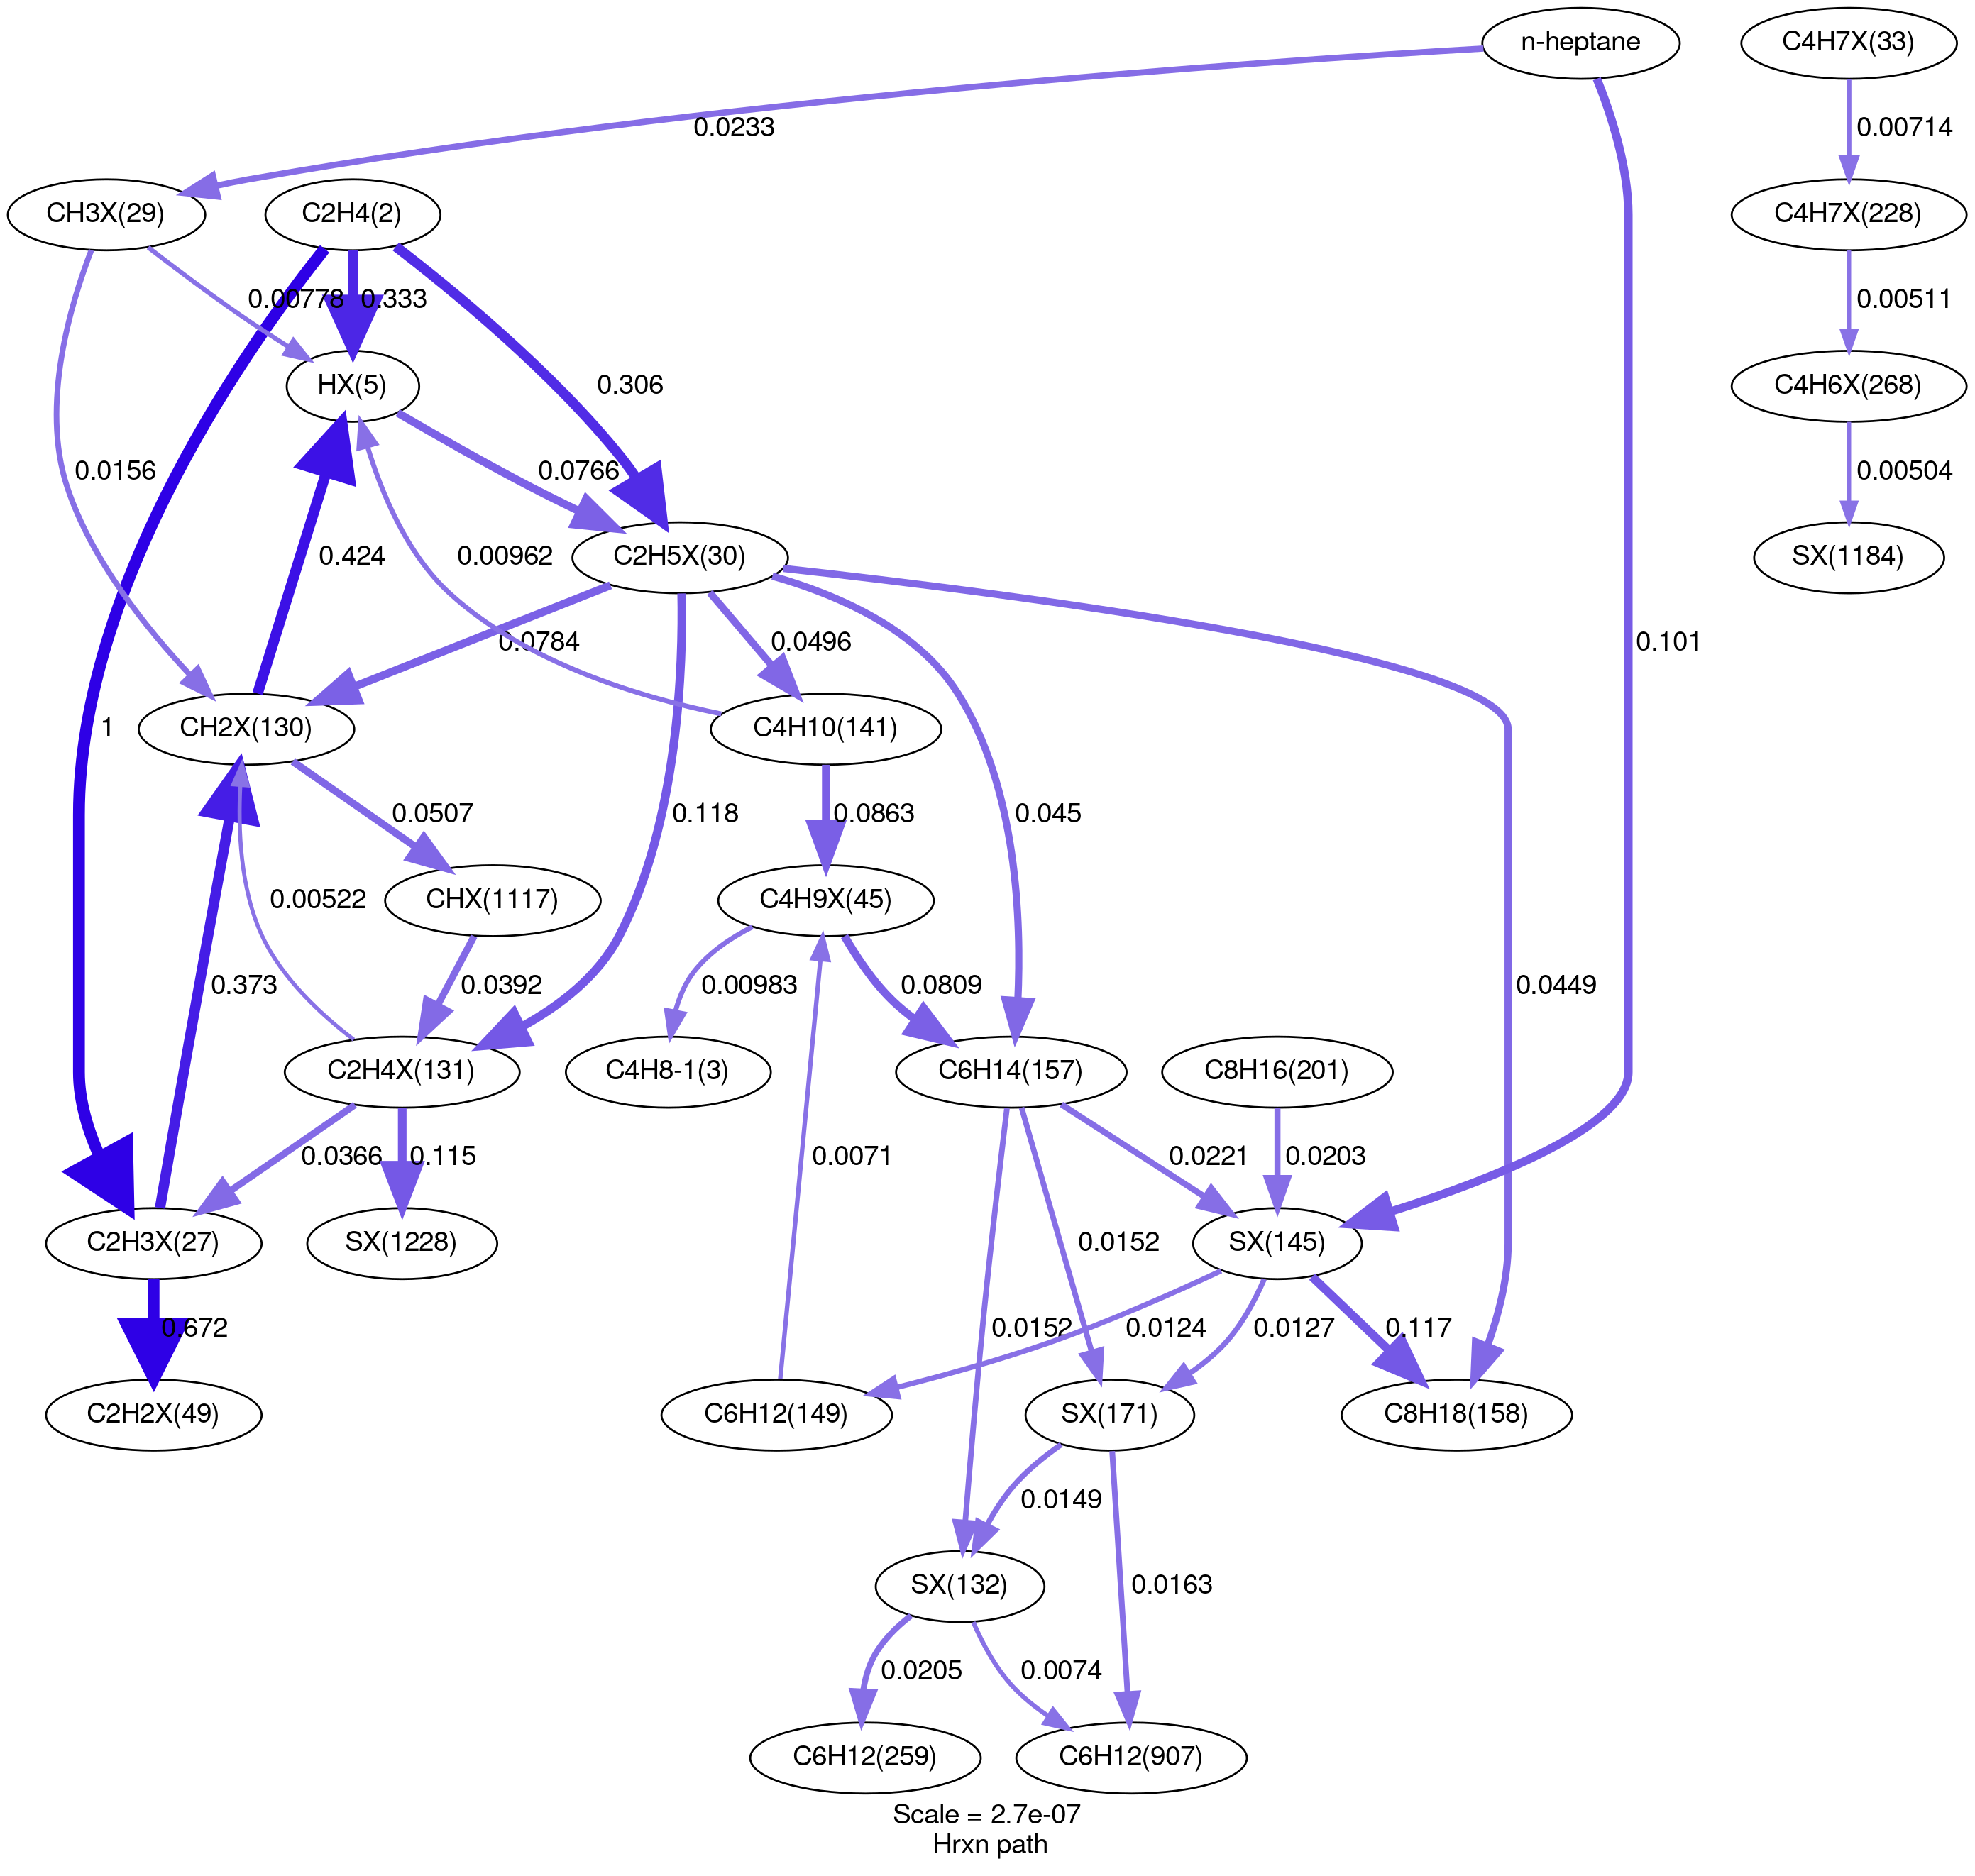 n-heptane
C4H7X(33)
0.0233
0.00714
CH3X(29)
C2H4(2)
C4H7X(228)
0.00778
0.333
0.306
0.00511
HX(5)
C4H6X(268)
0.0156
0.0766
0.00504
0.424
0.00962
C2H5X(30)
SX(1184)
0.0784
0.0496
0.101
1
CH2X(130)
C4H10(141)
0.0507
0.118
0.0863
0.045
0.00522
CHX(1117)
C4H9X(45)
0.373
0.0392
0.00983
0.0809
0.0449
C2H4X(131)
C4H8-1(3)
C6H14(157)
C8H16(201)
0.0366
0.115
0.0071
0.0221
0.0203
C2H3X(27)
SX(1228)
0.0152
SX(145)
0.672
0.0152
0.0124
0.0127
0.117
C2H2X(49)
C6H12(149)
SX(171)
C8H18(158)
0.0149
SX(132)
0.0163
0.0205
0.0074
C6H12(259)
C6H12(907)
Scale = 2.7e-07
Hrxn path